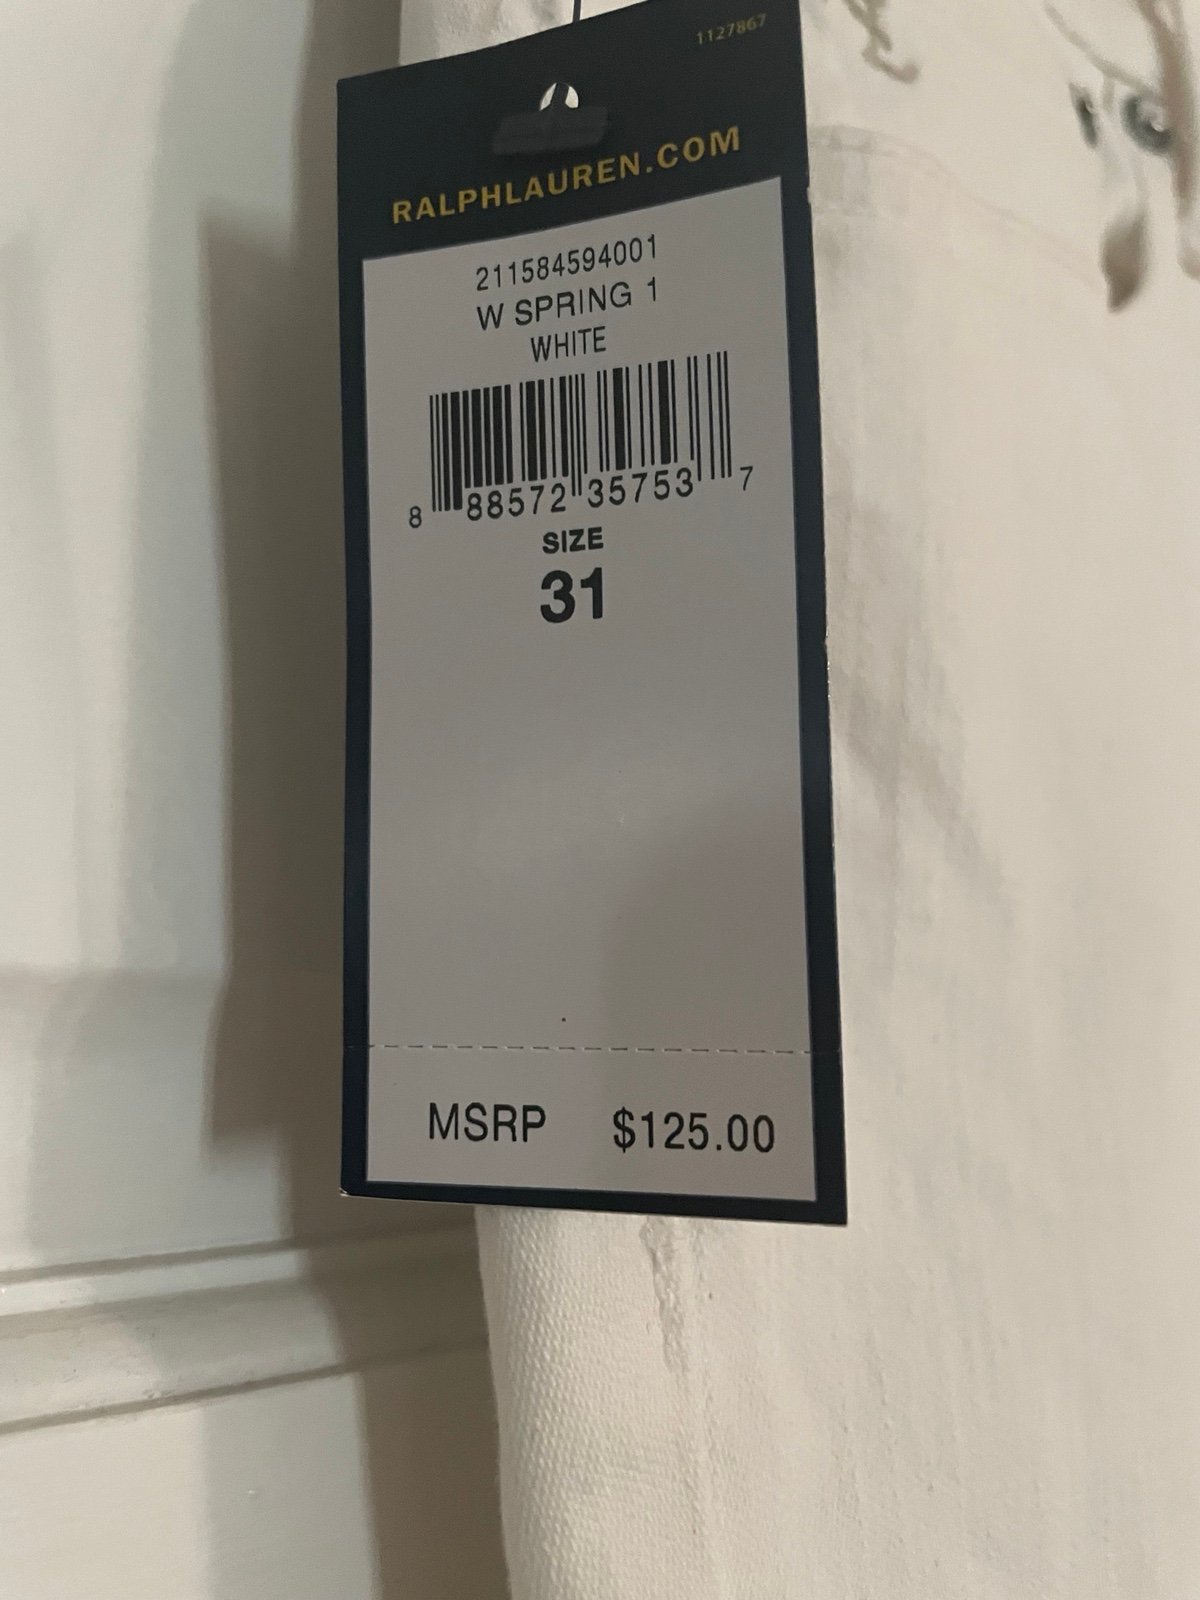 1127867
RALPHLAUREN.COM
211584594001
W SPRING 1
WHITE
8 88572 35753 7
SIZE
31
MSRP $125.00